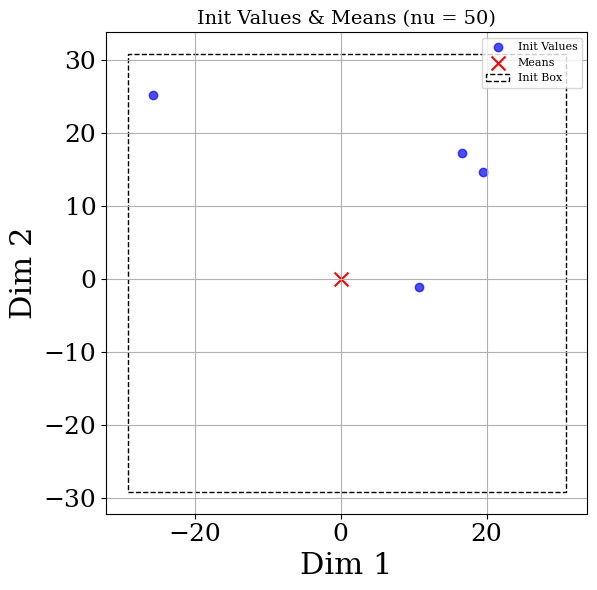 Init Values & Means (nu = 50)
Init Values
Means
Init Box
Dim 2
30
20
10
0
−10
−20
−30
−20
0
20
Dim 1